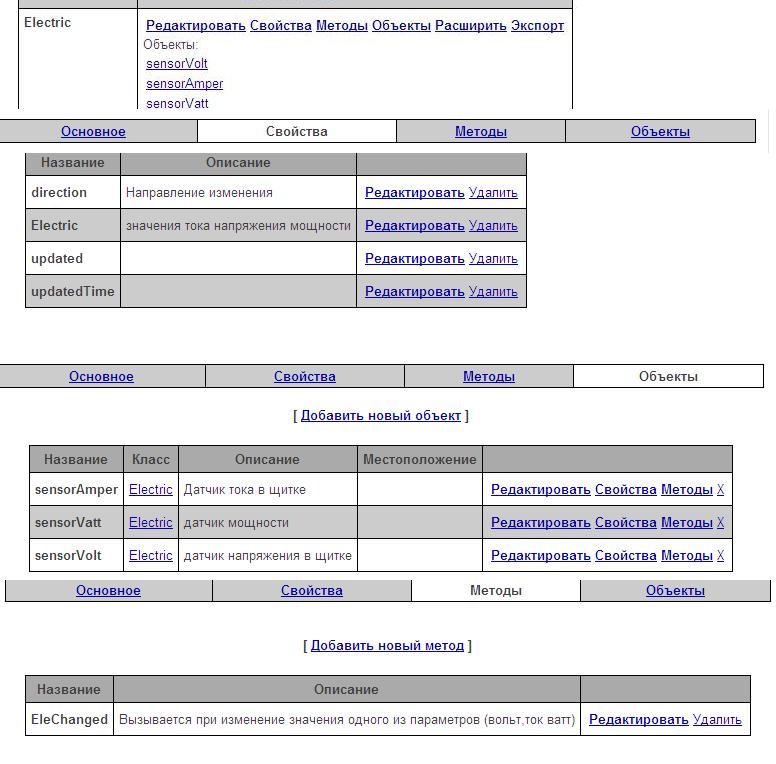 Electric
Редактировать Свойства Методы Объекты Расширить Экспорт
Объекты:
sensorVolt
sensorAmper
sensorVatt
Основное Свойства Методы Объекты
Название Описание
direction Направление изменения Редактировать Удалить
Electric значения тока напряжения мощности Редактировать Удалить
updated Редактировать Удалить
updatedTime Редактировать Удалить
Основное Свойства Методы Объекты
[ Добавить новый объект ]
Название Класс Описание Местоположение
sensorAmper Electric Датчик тока в щитке Редактировать Свойства Методы X
sensorVatt Electric датчик мощности Редактировать Свойства Методы X
sensorVolt Electric датчик напряжения в щитке Редактировать Свойства Методы X
Основное Свойства Методы Объекты
[ Добавить новый метод ]
Название Описание
EleChanged Вызывается при изменение значения одного из параметров (вольт,ток ватт) Редактировать Удалить